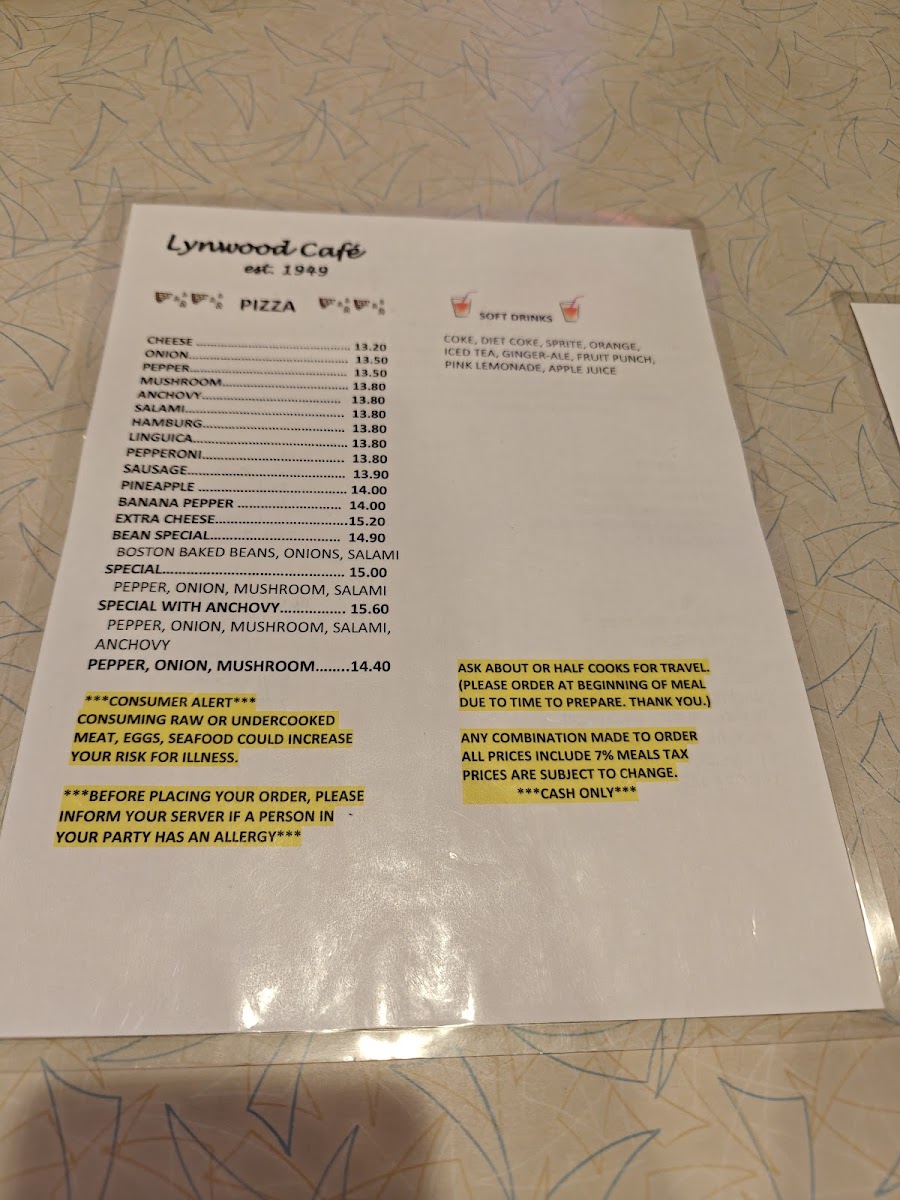 Lynwood Café
est. 1949
PIZZA
CHEESE ........................................ 13.20
ONION.......................................... 13.50
PEPPER......................................... 13.50
MUSHROOM................................ 13.80
ANCHOVY.................................... 13.80
SALAMI......................................... 13.80
HAMBURG.................................... 13.80
LINGUICA...................................... 13.80
PEPPERONI.................................... 13.80
SAUSAGE....................................... 13.90
PINEAPPLE ..................................... 14.00
BANANA PEPPER .......................... 14.00
EXTRA CHEESE.................................15.20
BEAN SPECIAL................................ 14.90
BOSTON BAKED BEANS, ONIONS, SALAMI
SPECIAL............................................ 15.00
PEPPER, ONION, MUSHROOM, SALAMI
SPECIAL WITH ANCHOVY................ 15.60
PEPPER, ONION, MUSHROOM, SALAMI,
ANCHOVY
PEPPER, ONION, MUSHROOM........14.40
***CONSUMER ALERT***
CONSUMING RAW OR UNDERCOOKED
MEAT, EGGS, SEAFOOD COULD INCREASE
YOUR RISK FOR ILLNESS.
***BEFORE PLACING YOUR ORDER, PLEASE
INFORM YOUR SERVER IF A PERSON IN
YOUR PARTY HAS AN ALLERGY***
SOFT DRINKS
COKE, DIET COKE, SPRITE, ORANGE,
ICED TEA, GINGER-ALE, FRUIT PUNCH,
PINK LEMONADE, APPLE JUICE
ASK ABOUT OR HALF COOKS FOR TRAVEL.
(PLEASE ORDER AT BEGINNING OF MEAL
DUE TO TIME TO PREPARE. THANK YOU.)
ANY COMBINATION MADE TO ORDER
ALL PRICES INCLUDE 7% MEALS TAX
PRICES ARE SUBJECT TO CHANGE.
***CASH ONLY***